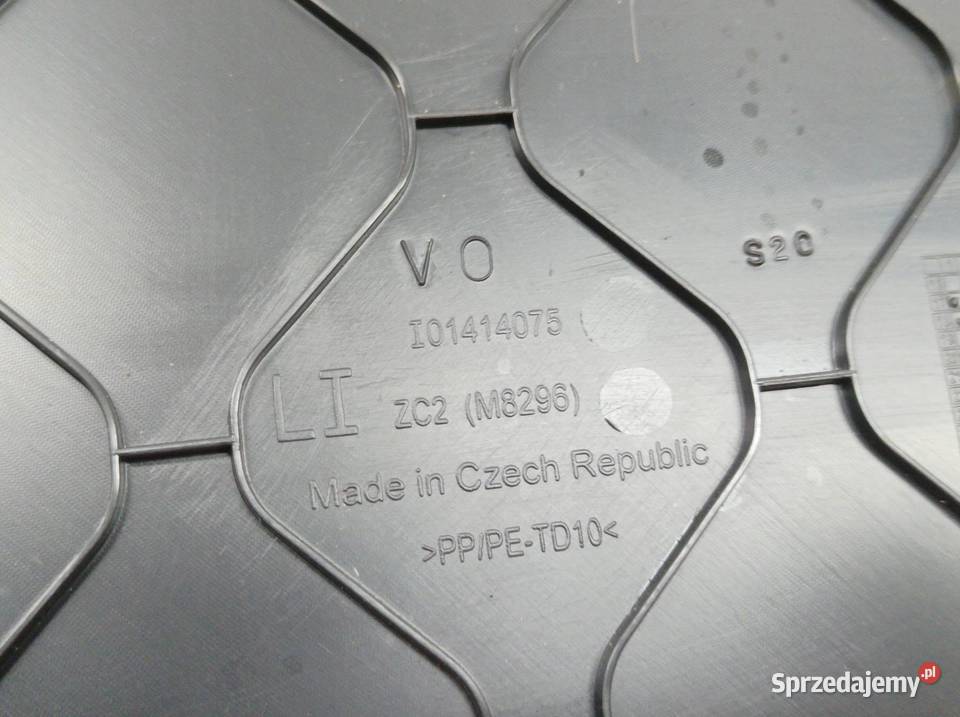 V O
S20
I01414075
LI
ZC2 (M8296)
Made in Czech Republic
>PP/PE-TD10<
Sprzedajemy.pl